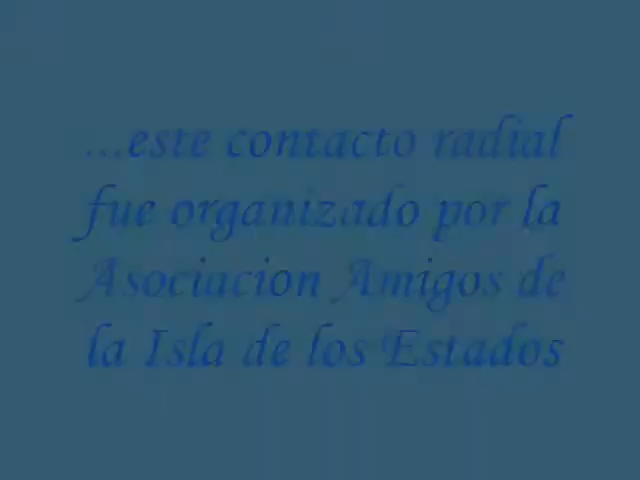 ...este contacto radial
fue organizado por la
Asociacion Amigos de
la Isla de los Estados